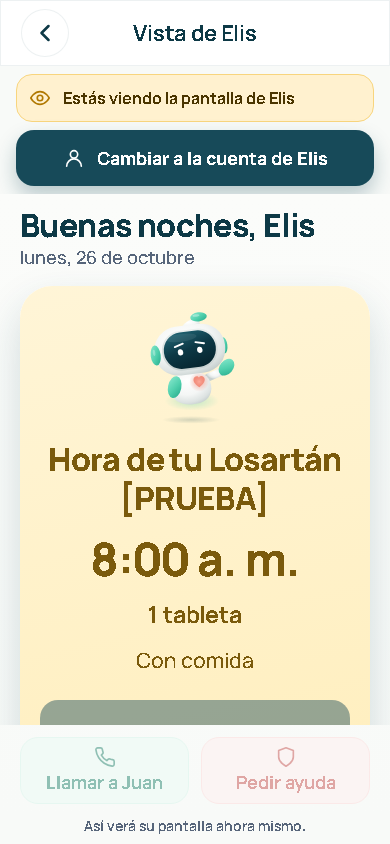 Vista de Elis
Estás viendo la pantalla de Elis
Cambiar a la cuenta de Elis
Buenas noches, Elis
lunes, 26 de octubre
Hora de tu Losartán
[PRUEBA]
8:00 a. m.
1 tableta
Con comida
Llamar a Juan
Pedir ayuda
Así verá su pantalla ahora mismo.